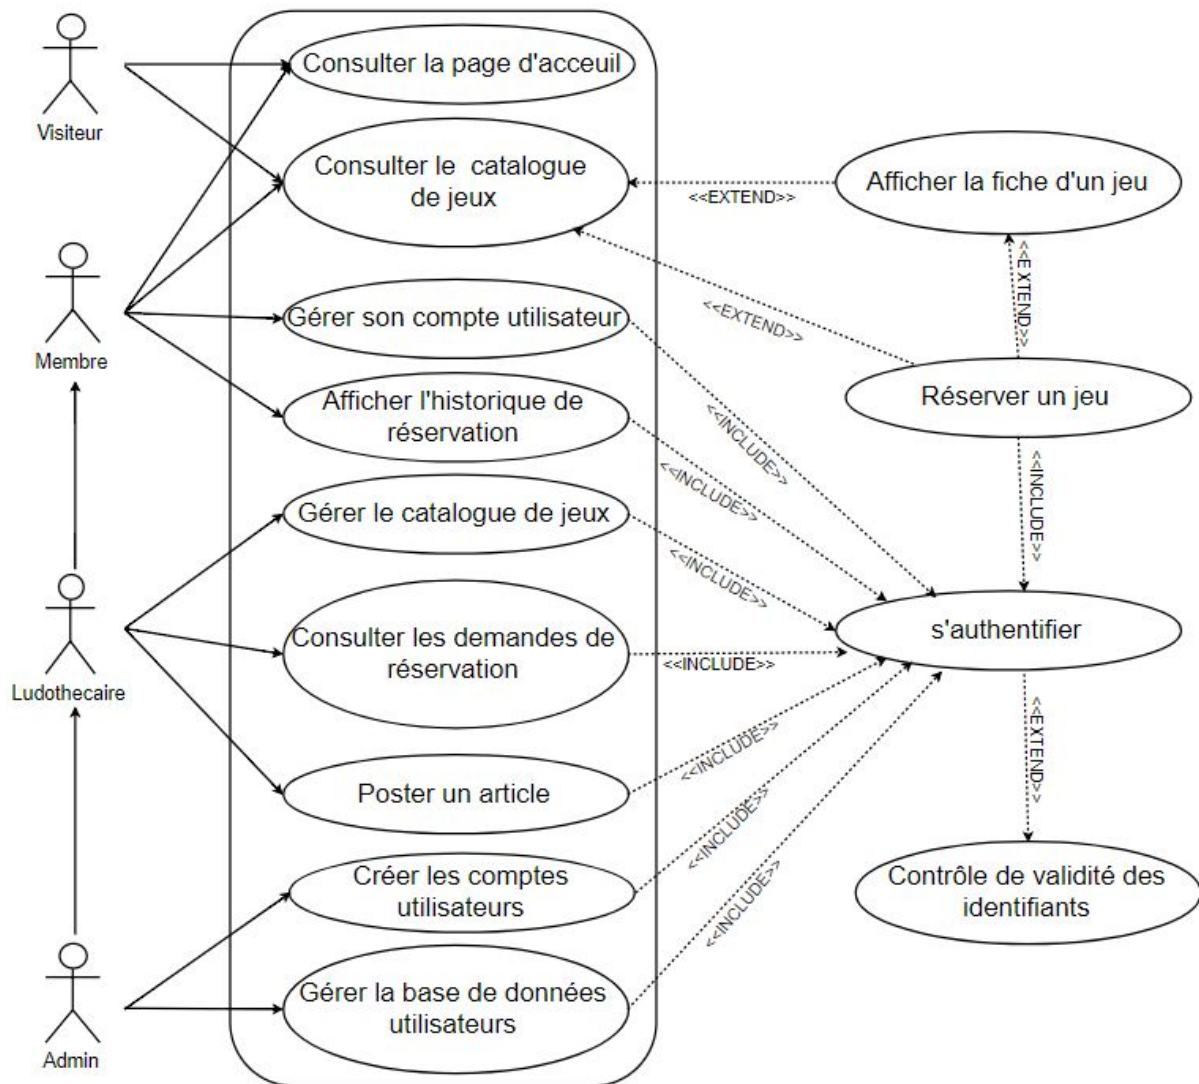 Consulter la page d'acceuil
Visiteur
Consulter le catalogue
de jeux
Afficher la fiche d'un jeu
<<EXTEND>>
<<EXTEND>>
<<EXTEND>>
Gérer son compte utilisateur
Membre
Réserver un jeu
Afficher l'historique de
réservation
<<INCLUDE>>
<<INCLUDE>>
<<INCLUDE>>
Gérer le catalogue de jeux
<<INCLUDE>>
s'authentifier
Consulter les demandes de
réservation
<<INCLUDE>>
Ludothecaire
<<EXTEND>>
<<INCLUDE>>
Poster un article
<<INCLUDE>>
Créer les comptes
utilisateurs
Contrôle de validité des
identifiants
<<INCLUDE>>
Gérer la base de données
utilisateurs
Admin